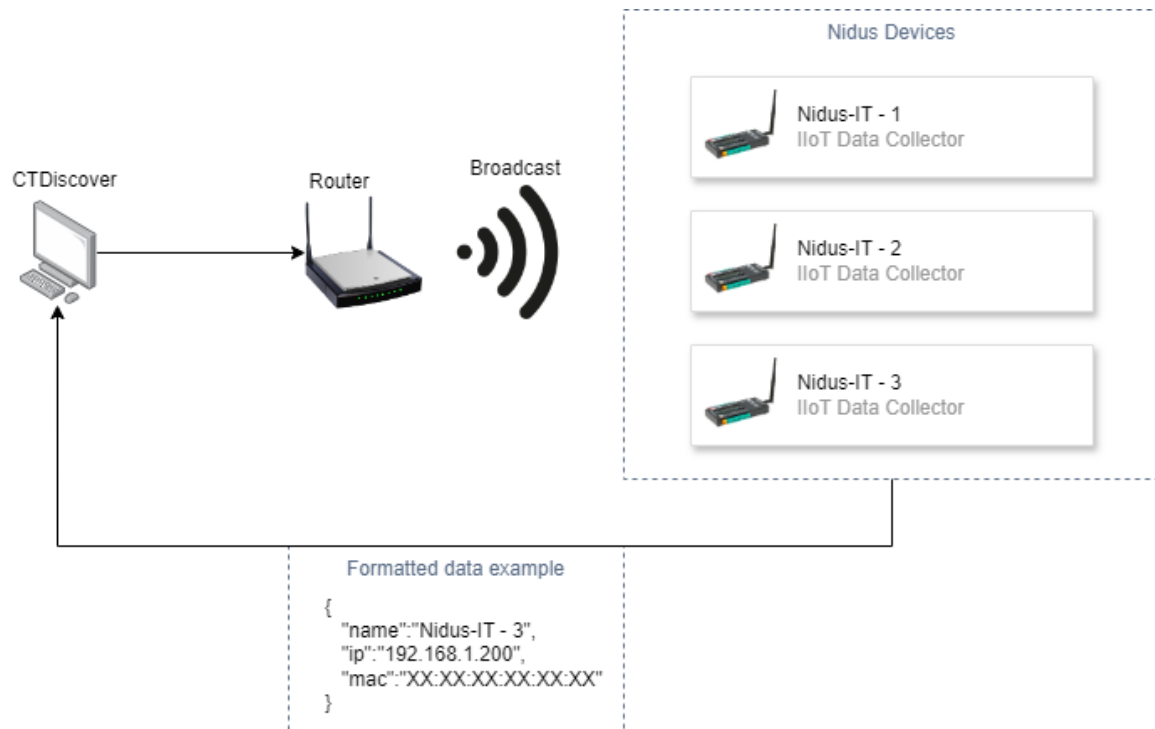 Nidus Devices
Nidus-IT - 1
IIoT Data Collector
CTDiscover
Router
Broadcast
Nidus-IT - 2
IIoT Data Collector
Nidus-IT - 3
IIoT Data Collector
Formatted data example
{
"name":"Nidus-IT - 3",
"ip":"192.168.1.200",
"mac":"XX:XX:XX:XX:XX:XX"
}